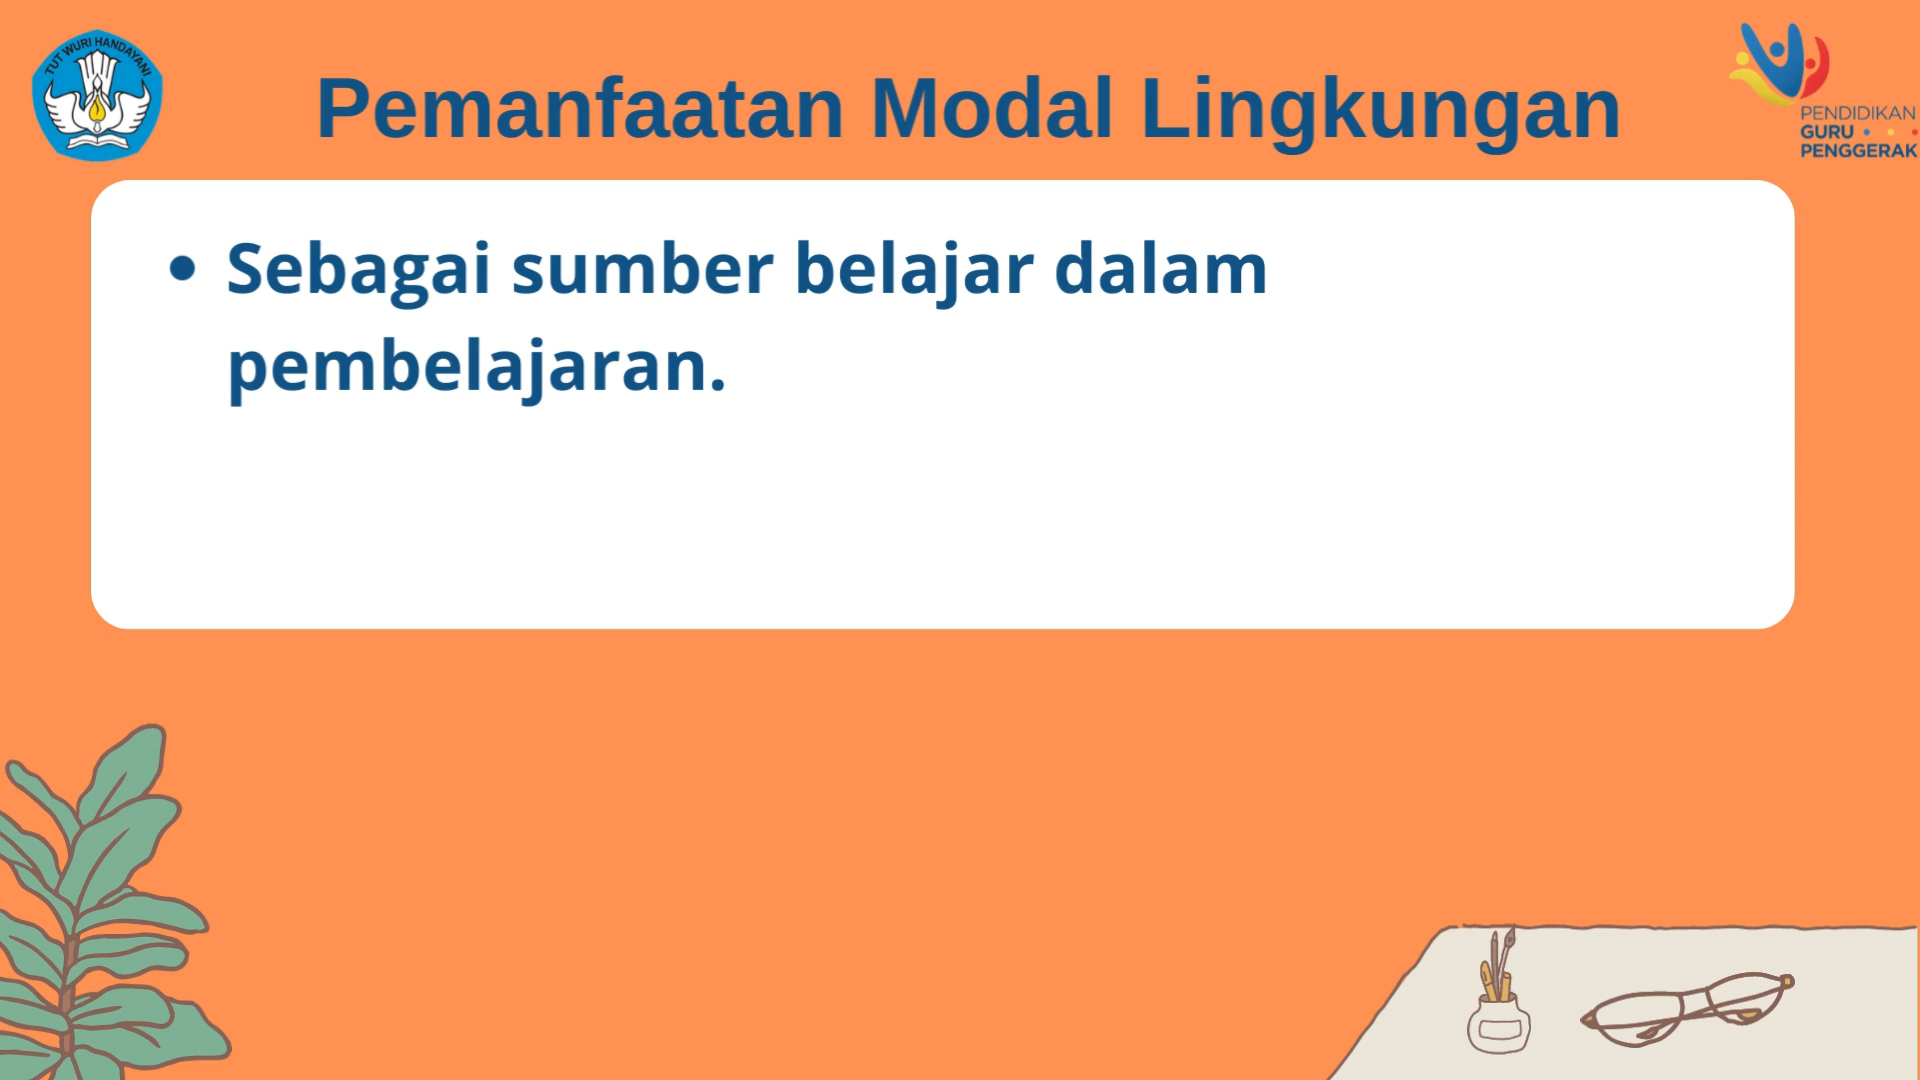 TUT WURI HANDAYANI
Pemanfaatan Modal Lingkungan
PENDIDIKAN
GURU
PENGGERAK
• Sebagai sumber belajar dalam
pembelajaran.